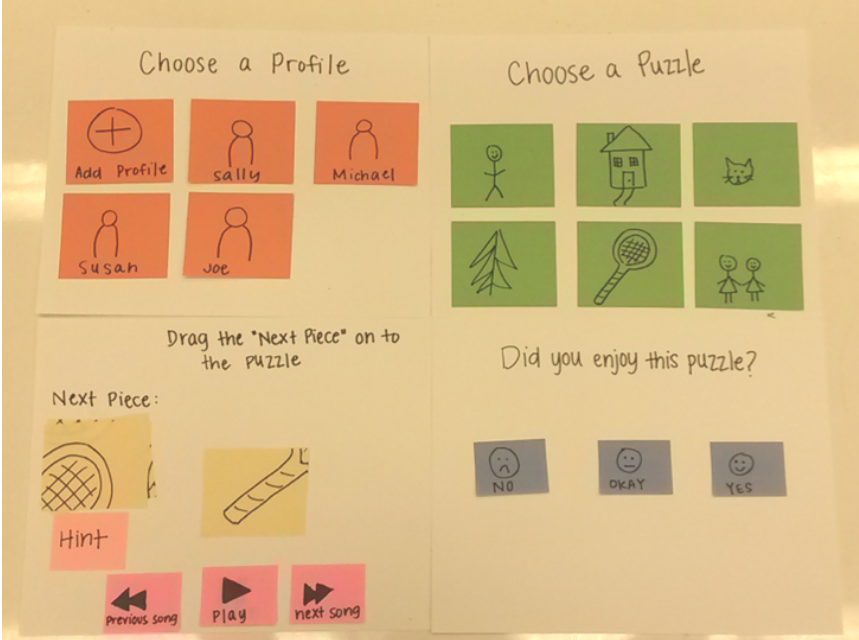 Choose a Profile
Add Profile
Sally
Michael
Susan
Joe
Choose a Puzzle
Drag the "Next Piece" on to
the puzzle
Next Piece:
Hint
previous song
Play
next song
Did you enjoy this puzzle?
NO
OKAY
YES